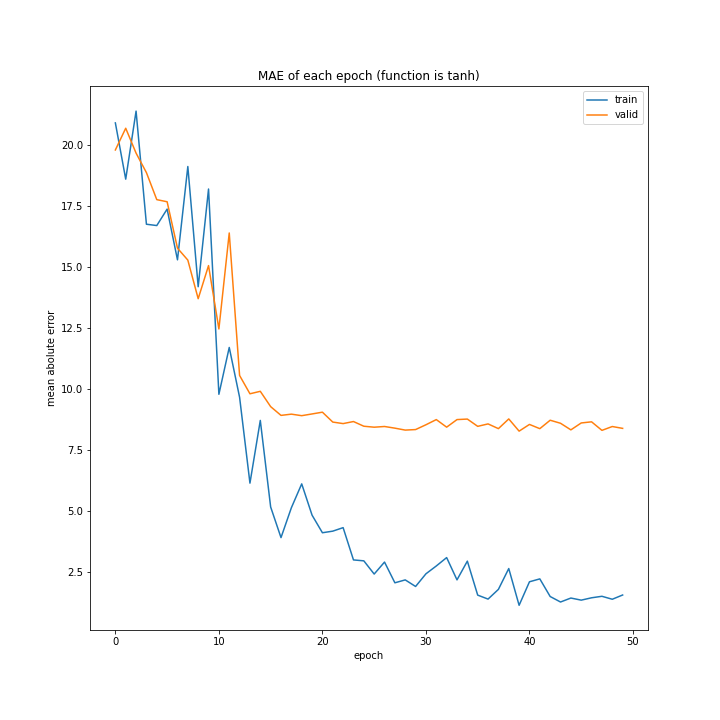 MAE of each epoch (function is tanh)
train
valid
20.0
17.5
15.0
12.5
10.0
7.5
5.0
2.5
mean abolute error
0
10
20
30
40
50
epoch